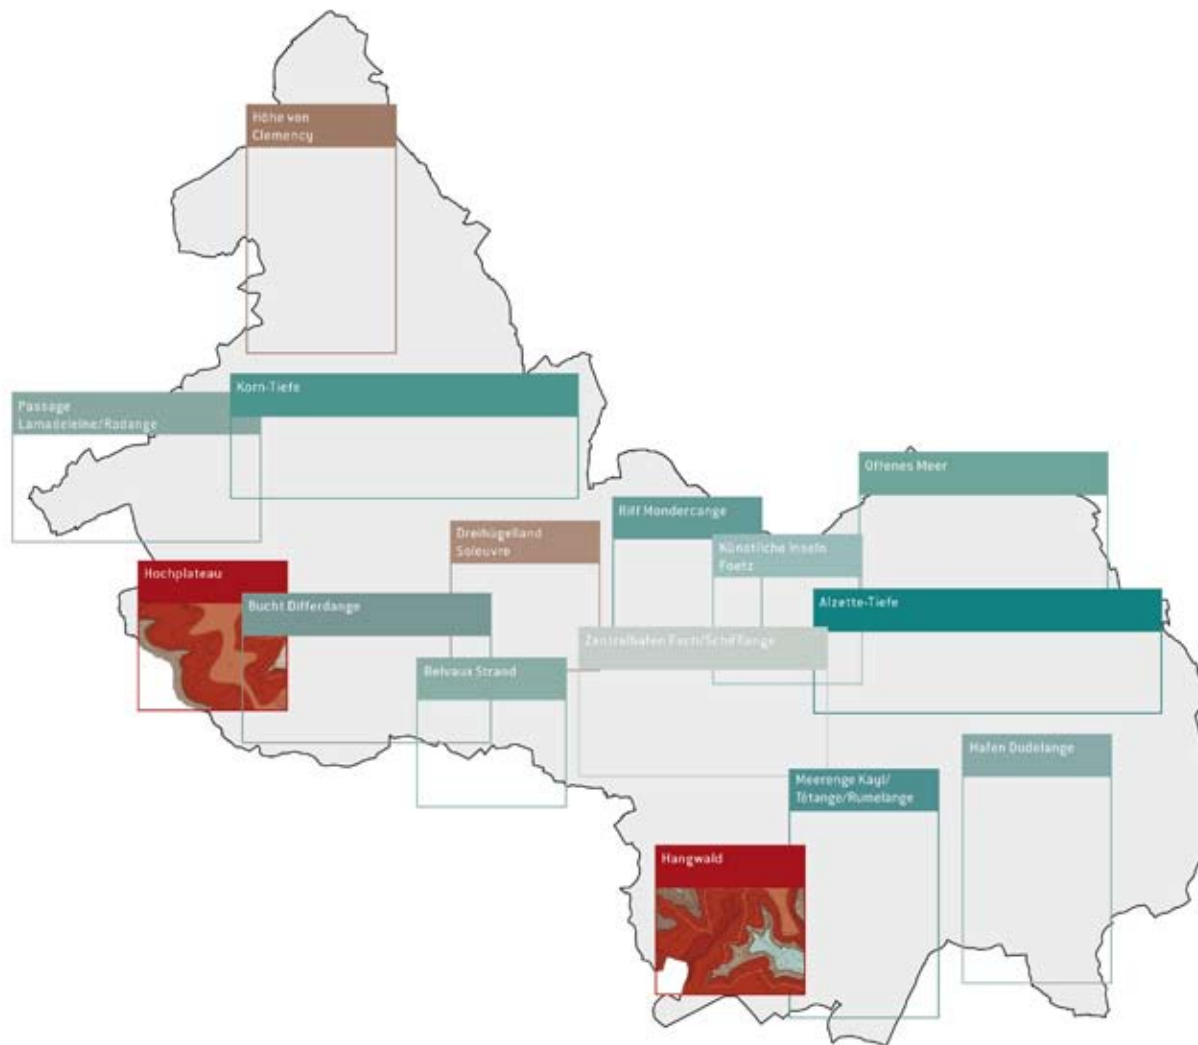 Höhe von
Clemency
Korn-Tiefe
Passage
Lamadeleine/Rodange
Offenes Meer
Riff Mondercange
Dreihügelland
Soleuvre
Künstliche Inseln
Foetz
Hochplateau
Alzette-Tiefe
Bucht Differdange
Zentralhafen Esch/Schifflange
Belvaux Strand
Hafen Dudelange
Meerenge Kayl/
Tétange/Rumelange
Hangwald